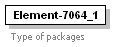 Element-7064_1
Type of packages